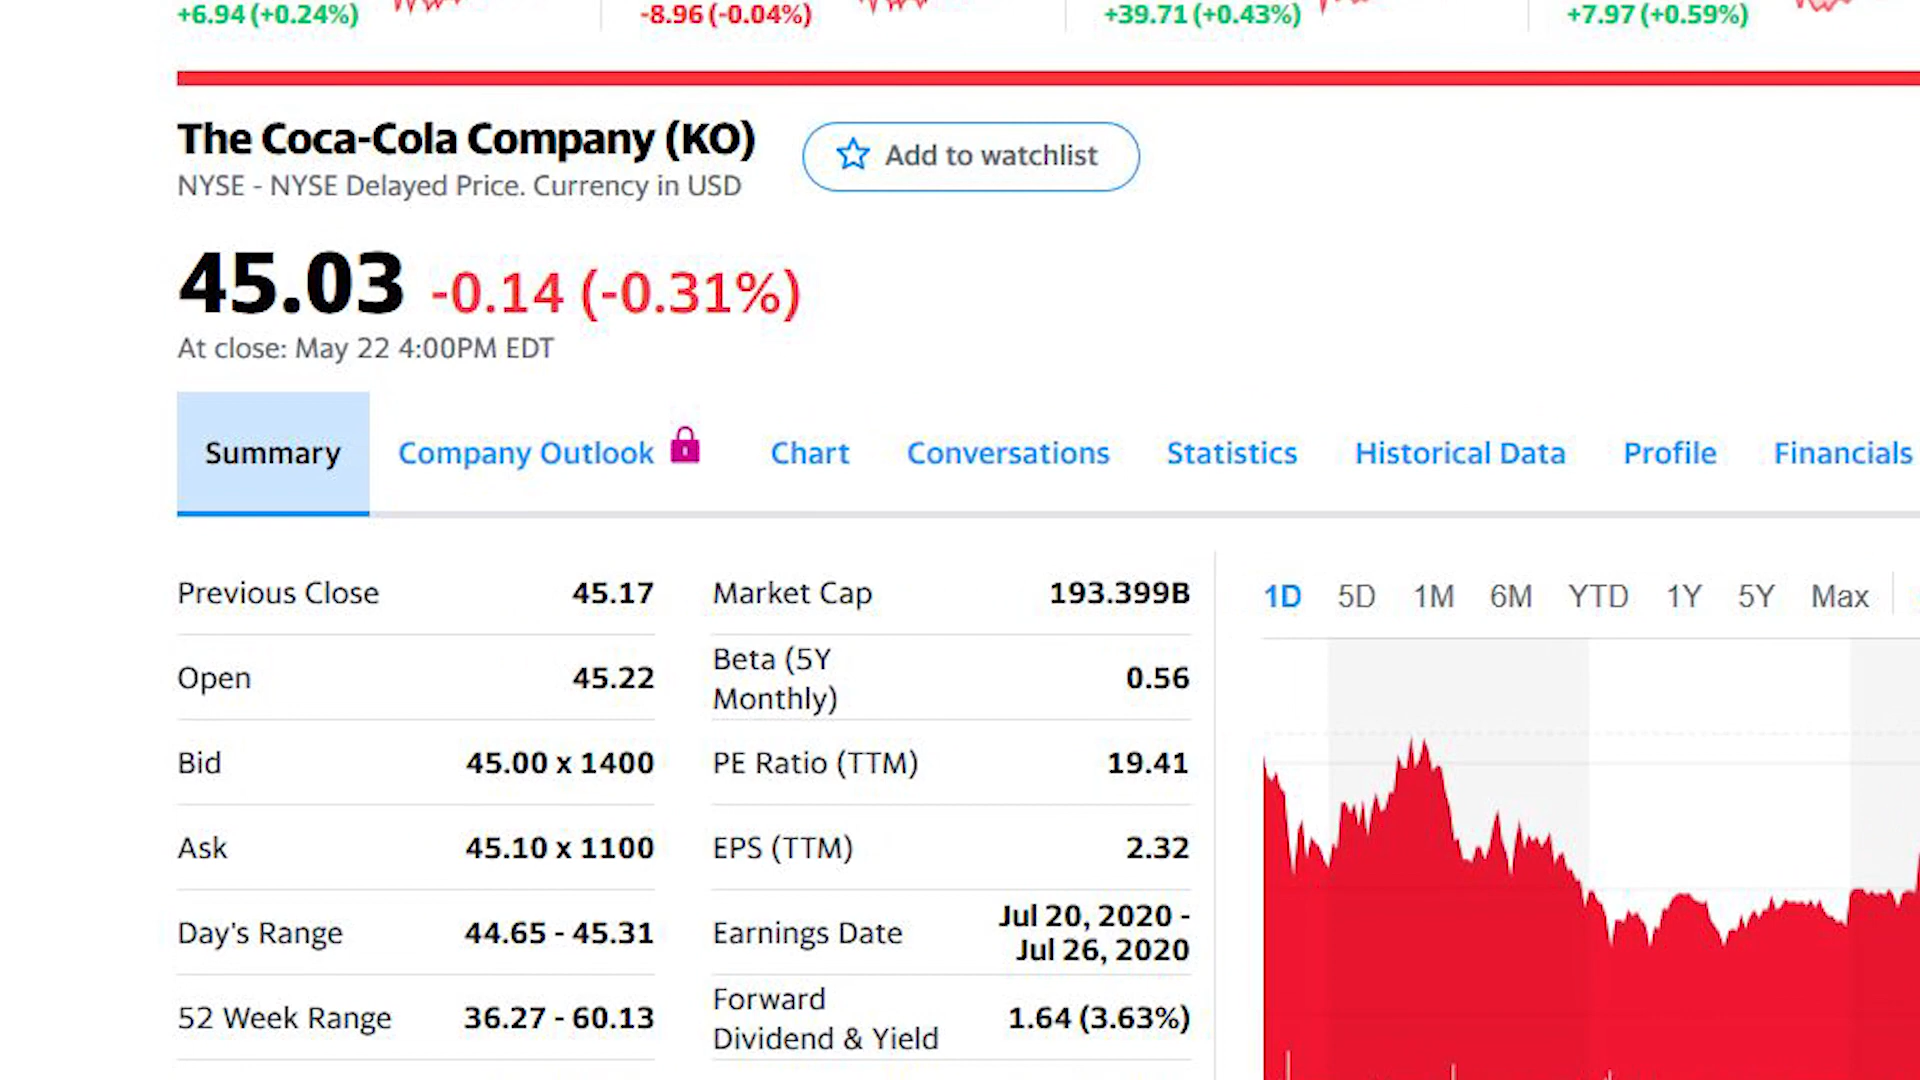 +6.94 (+0.24%) -8.96 (-0.04%) +39.71 (+0.43%) +7.97 (+0.59%)
The Coca-Cola Company (KO)
Add to watchlist
NYSE - NYSE Delayed Price. Currency in USD
45.03 -0.14 (-0.31%)
At close: May 22 4:00PM EDT
Summary Company Outlook Chart Conversations Statistics Historical Data Profile Financials
Previous Close 45.17
Open 45.22
Bid 45.00 x 1400
Ask 45.10 x 1100
Day's Range 44.65 - 45.31
52 Week Range 36.27 - 60.13
Market Cap 193.399B
Beta (5Y
Monthly) 0.56
PE Ratio (TTM) 19.41
EPS (TTM) 2.32
Earnings Date Jul 20, 2020 -
Jul 26, 2020
Forward
Dividend & Yield 1.64 (3.63%)
1D 5D 1M 6M YTD 1Y 5Y Max